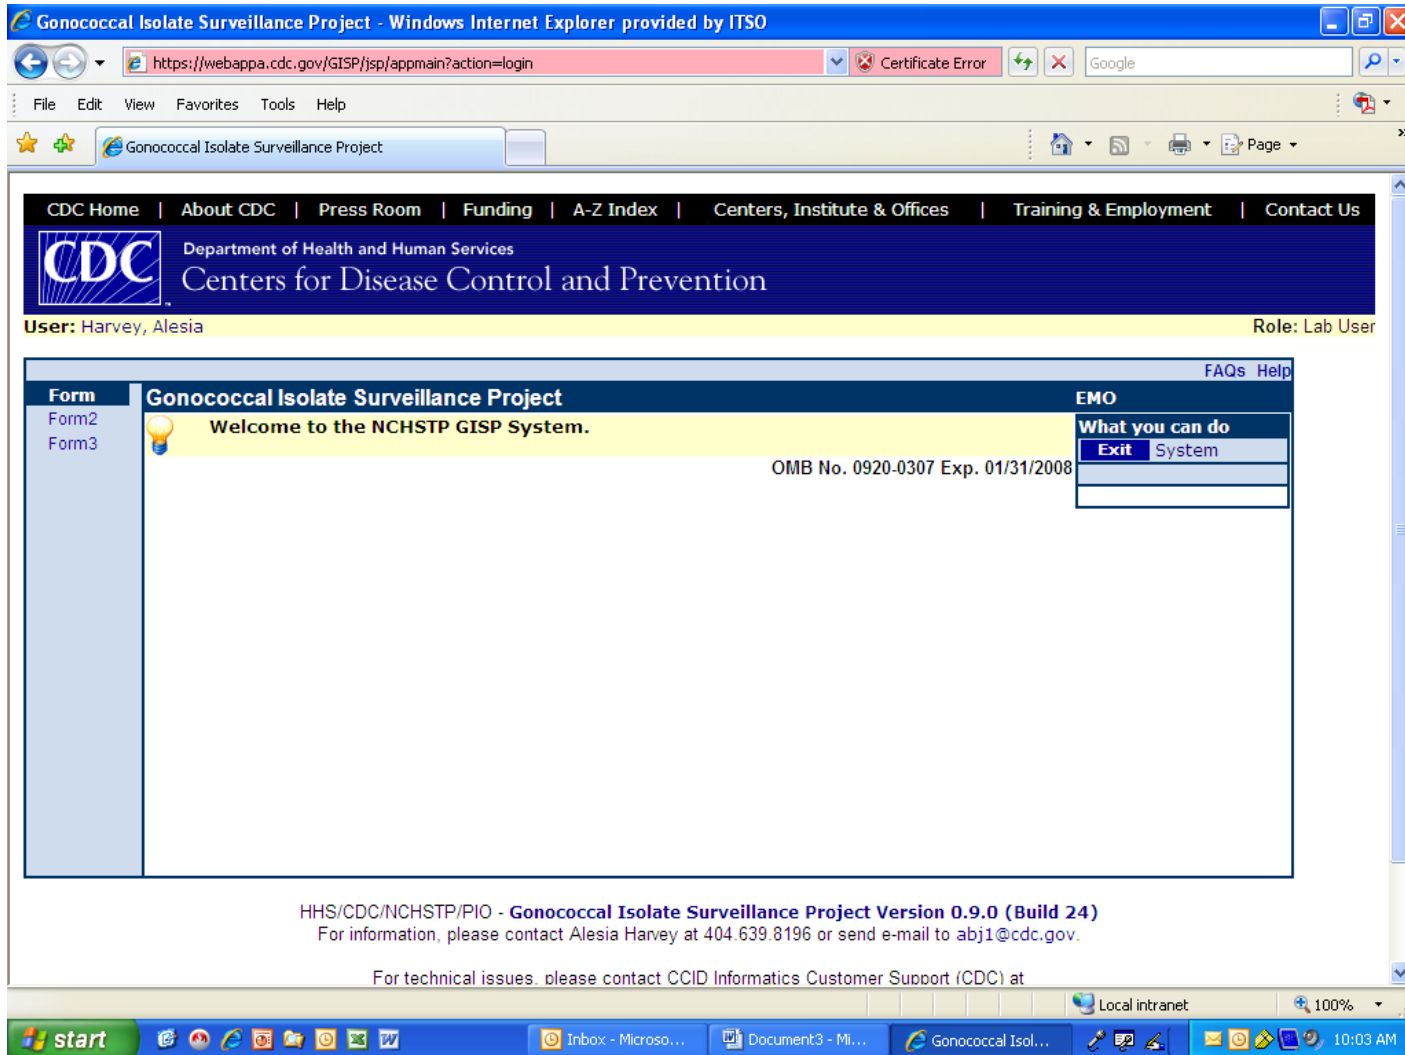 Gonococcal Isolate Surveillance Project - Windows Internet Explorer provided by ITSO
https://webappa.cdc.gov/GISP/jsp/appmain?action=login Certificate Error Google
File Edit View Favorites Tools Help
Gonococcal Isolate Surveillance Project Page
CDC Home | About CDC | Press Room | Funding | A-Z Index | Centers, Institute & Offices | Training & Employment | Contact Us
CDC
Department of Health and Human Services
Centers for Disease Control and Prevention
User: Harvey, Alesia Role: Lab User
FAQs Help
Form Gonococcal Isolate Surveillance Project EMO
Form2 Welcome to the NCHSTP GISP System. What you can do
Form3 Exit System
OMB No. 0920-0307 Exp. 01/31/2008
HHS/CDC/NCHSTP/PIO - Gonococcal Isolate Surveillance Project Version 0.9.0 (Build 24)
For information, please contact Alesia Harvey at 404.639.8196 or send e-mail to abj1@cdc.gov.
For technical issues, please contact CCID Informatics Customer Support (CDC) at
Local intranet 100%
start Inbox - Microso... Document3 - Mi... Gonococcal Isol... 10:03 AM